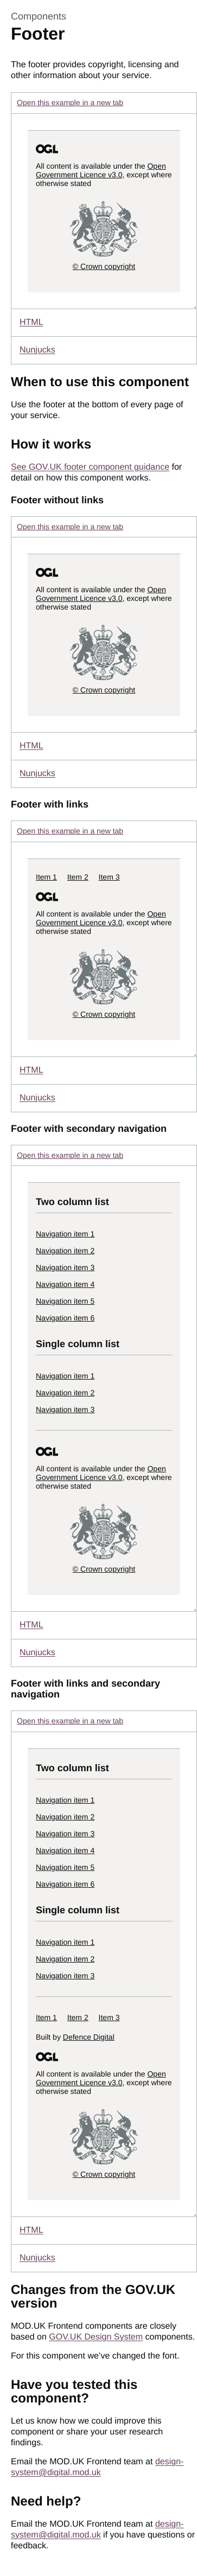 Components
Footer
The footer provides copyright, licensing and
other information about your service.
Open this example in a new tab
OGL
All content is available under the Open
Government Licence v3.0, except where
otherwise stated
© Crown copyright
HTML
Nunjucks
When to use this component
Use the footer at the bottom of every page of
your service.
How it works
See GOV.UK footer component guidance for
detail on how this component works.
Footer without links
Open this example in a new tab
OGL
All content is available under the Open
Government Licence v3.0, except where
otherwise stated
© Crown copyright
HTML
Nunjucks
Footer with links
Open this example in a new tab
Item 1 Item 2 Item 3
OGL
All content is available under the Open
Government Licence v3.0, except where
otherwise stated
© Crown copyright
HTML
Nunjucks
Footer with secondary navigation
Open this example in a new tab
Two column list
Navigation item 1
Navigation item 2
Navigation item 3
Navigation item 4
Navigation item 5
Navigation item 6
Single column list
Navigation item 1
Navigation item 2
Navigation item 3
OGL
All content is available under the Open
Government Licence v3.0, except where
otherwise stated
© Crown copyright
HTML
Nunjucks
Footer with links and secondary
navigation
Open this example in a new tab
Two column list
Navigation item 1
Navigation item 2
Navigation item 3
Navigation item 4
Navigation item 5
Navigation item 6
Single column list
Navigation item 1
Navigation item 2
Navigation item 3
Item 1 Item 2 Item 3
Built by Defence Digital
OGL
All content is available under the Open
Government Licence v3.0, except where
otherwise stated
© Crown copyright
HTML
Nunjucks
Changes from the GOV.UK
version
MOD.UK Frontend components are closely
based on GOV.UK Design System components.
For this component we've changed the font.
Have you tested this
component?
Let us know how we could improve this
component or share your user research
findings.
Email the MOD.UK Frontend team at design-
system@digital.mod.uk
Need help?
Email the MOD.UK Frontend team at design-
system@digital.mod.uk if you have questions or
feedback.